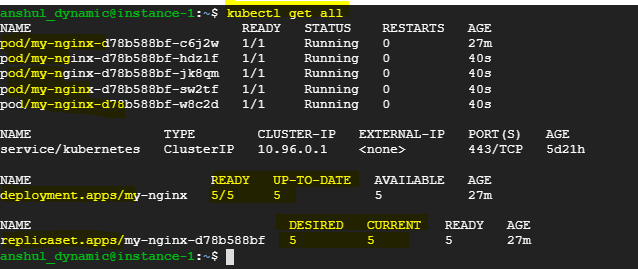 anshul_dynamic@instance-1:~$ kubectl get all
NAME READY STATUS RESTARTS AGE
pod/my-nginx-d78b588bf-c6j2w 1/1 Running 0 27m
pod/my-nginx-d78b588bf-hdzlf 1/1 Running 0 40s
pod/my-nginx-d78b588bf-jk8qm 1/1 Running 0 40s
pod/my-nginx-d78b588bf-sw2tf 1/1 Running 0 40s
pod/my-nginx-d78b588bf-w8c2d 1/1 Running 0 40s
NAME TYPE CLUSTER-IP EXTERNAL-IP PORT(S) AGE
service/kubernetes ClusterIP 10.96.0.1 <none> 443/TCP 5d21h
NAME READY UP-TO-DATE AVAILABLE AGE
deployment.apps/my-nginx 5/5 5 5 27m
NAME DESIRED CURRENT READY AGE
replicaset.apps/my-nginx-d78b588bf 5 5 5 27m
anshul_dynamic@instance-1:~$